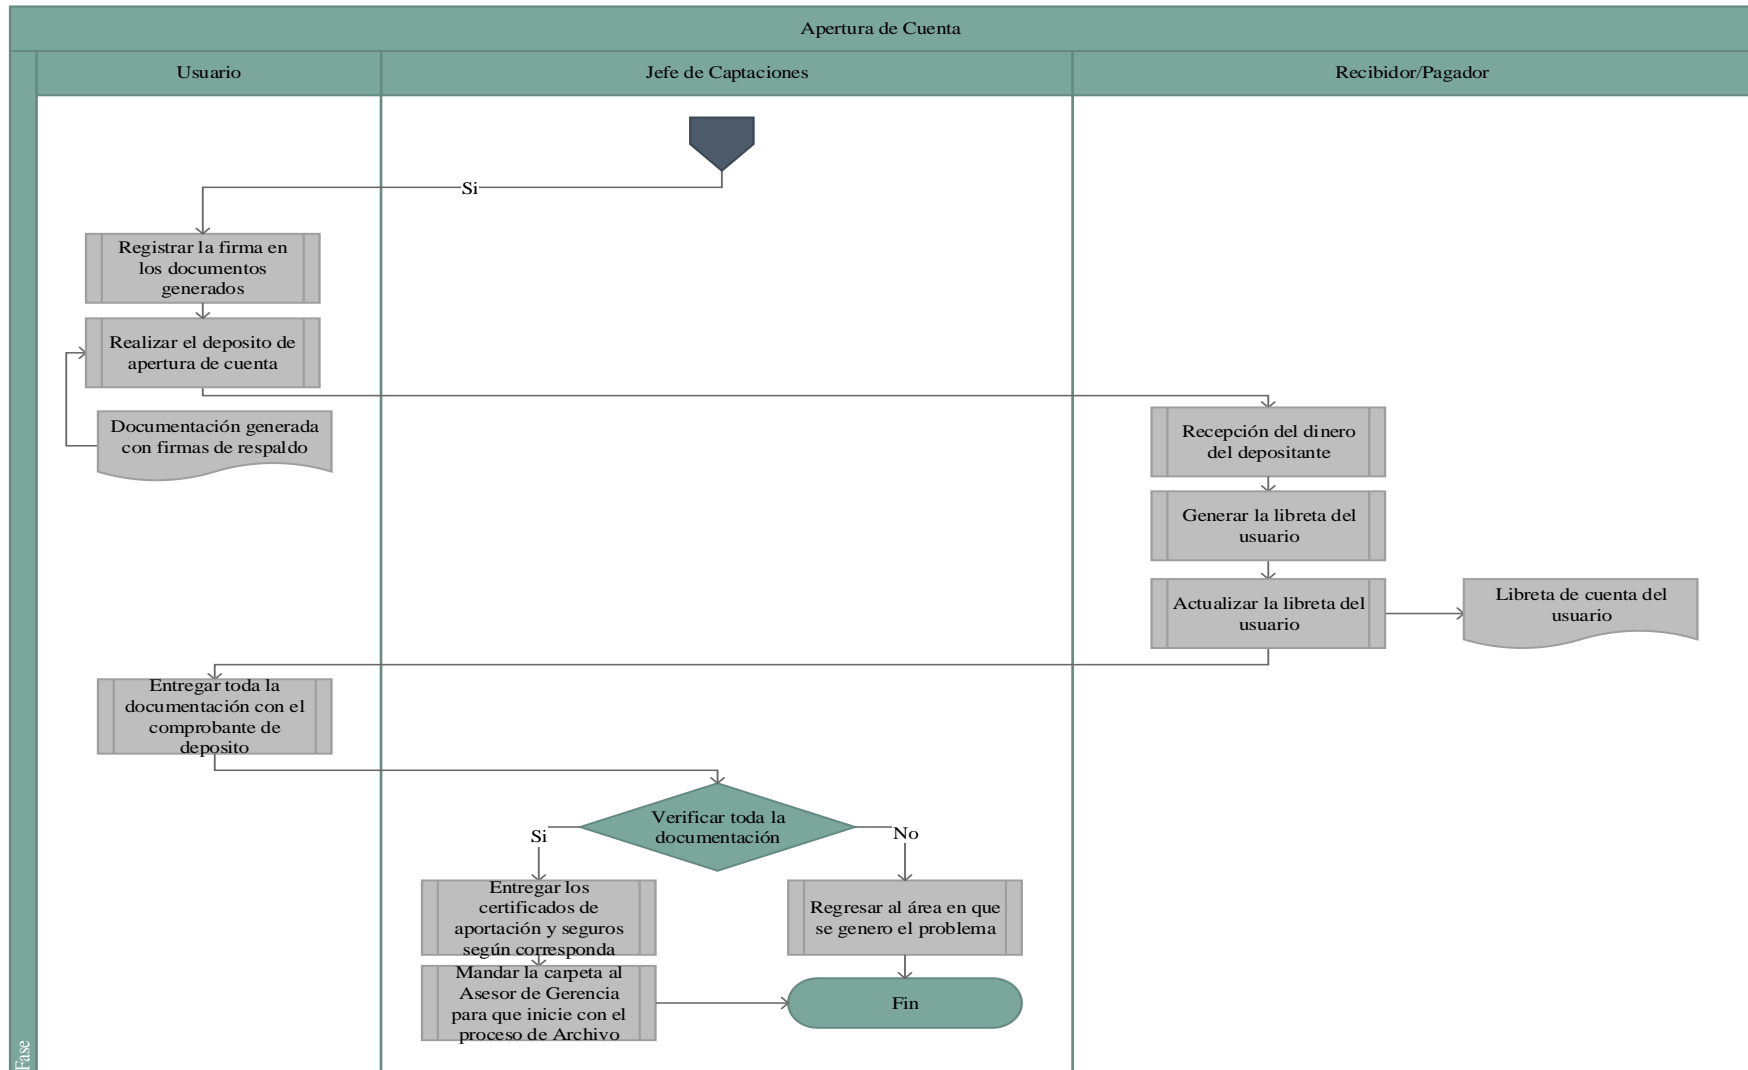 Apertura de Cuenta
Usuario
Jefe de Captaciones
Recibidor/Pagador
Si
Registrar la firma en
los documentos
generados
Realizar el deposito de
apertura de cuenta
Documentación generada
con firmas de respaldo
Recepción del dinero
del depositante
Generar la libreta del
usuario
Actualizar la libreta del
usuario
Libreta de cuenta del
usuario
Entregar toda la
documentación con el
comprobante de
deposito
Verificar toda la
documentación
Si
No
Entregar los
certificados de
aportación y seguros
según corresponda
Regresar al área en que
se genero el problema
Mandar la carpeta al
Asesor de Gerencia
para que inicie con el
proceso de Archivo
Fin
Fase